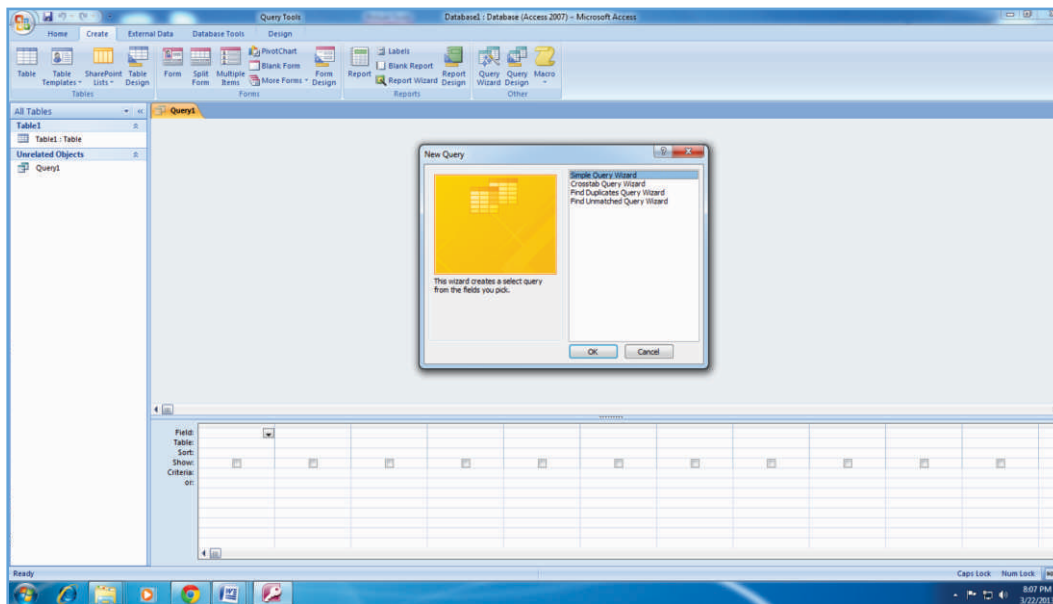 Query Tools
Database1 : Database (Access 2007) – Microsoft Access
Home Create External Data Database Tools Design
Table
Table Templates
SharePoint Lists
Table Design
Tables
Form
Split Form
Multiple Items
PivotChart
Blank Form
More Forms
Form Design
Forms
Report
Labels
Blank Report
Report Wizard
Report Design
Reports
Query Wizard
Query Design
Macro
Other
All Tables
Table1
Table1 : Table
Unrelated Objects
Query1
Query1
New Query
This wizard creates a select query
from the fields you pick.
Simple Query Wizard
Crosstab Query Wizard
Find Duplicates Query Wizard
Find Unmatched Query Wizard
OK Cancel
Field:
Table:
Sort:
Show:
Criteria:
or:
Ready
Caps Lock Num Lock
8:07 PM